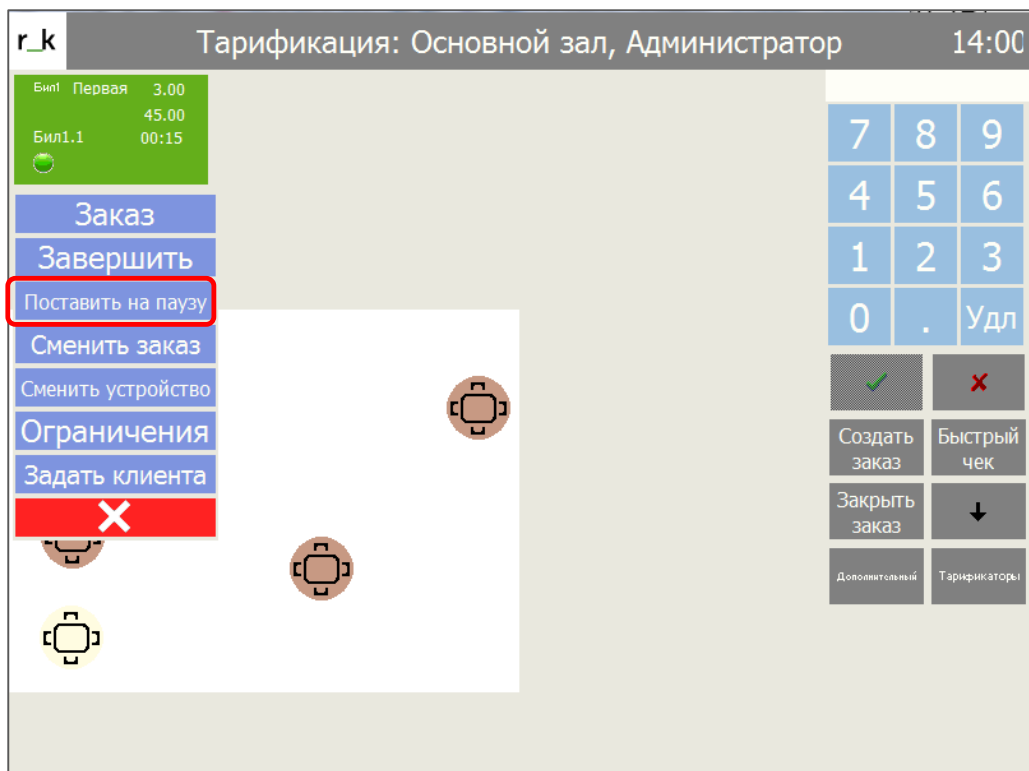 r_k
Тарификация: Основной зал, Администратор
14:00
Бил1 Первая 3.00
45.00
Бил1.1 00:15
Заказ
Завершить
Поставить на паузу
Сменить заказ
Сменить устройство
Ограничения
Задать клиента
7 8 9
4 5 6
1 2 3
0 . Удл
Создать
заказ
Быстрый
чек
Закрыть
заказ
Дополнительный
Тарификаторы